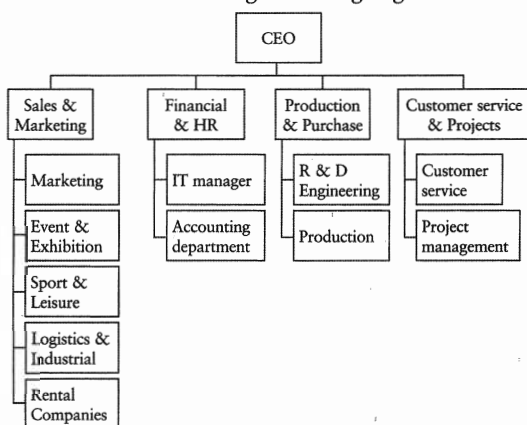 CEO
Sales &
Marketing
Financial
& HR
Production
& Purchase
Customer service
& Projects
Marketing
Event &
Exhibition
Sport &
Leisure
Logistics &
Industrial
Rental
Companies
IT manager
Accounting
department
R & D
Engineering
Production
Customer
service
Project
management